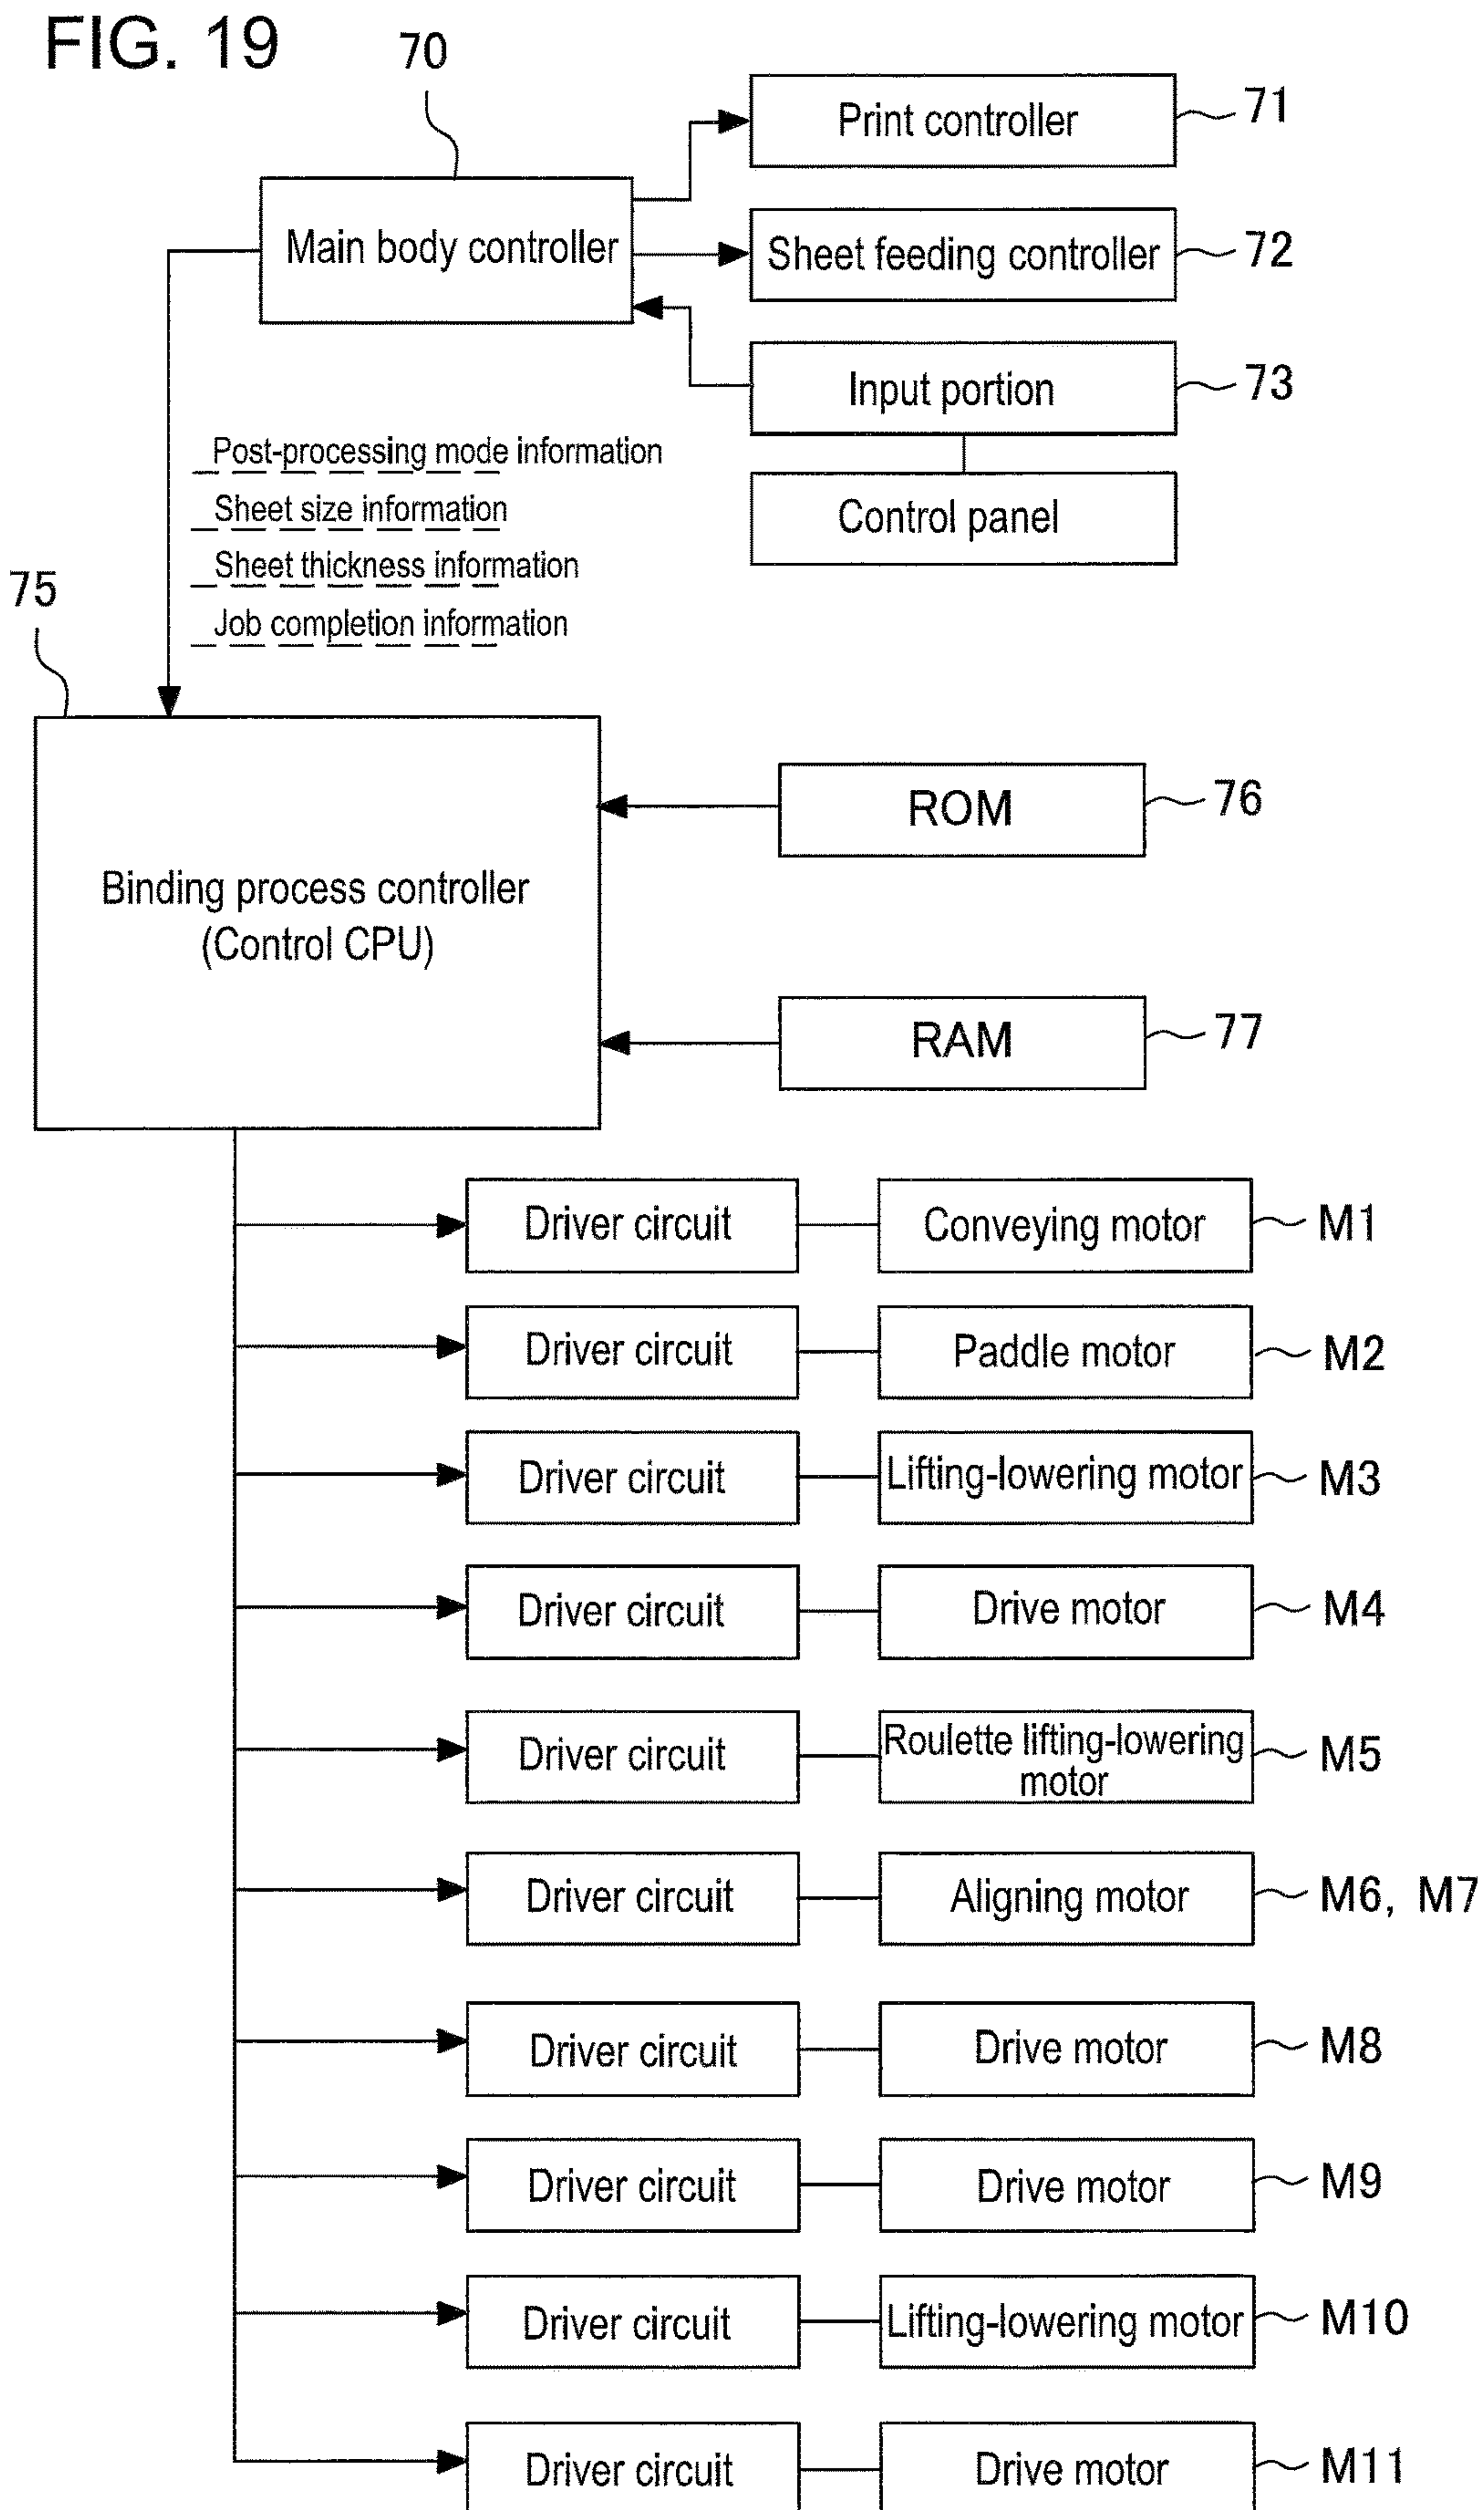 FIG. 19
70
Print controller
71
Main body controller
Sheet feeding controller
72
Input portion
73
Post-processing mode information
Sheet size information
Control panel
Sheet thickness information
Job completion information
75
Binding process controller
(Control CPU)
ROM
76
RAM
77
Driver circuit
Conveying motor
M1
Driver circuit
Paddle motor
M2
Driver circuit
Lifting-lowering motor
M3
Driver circuit
Drive motor
M4
Driver circuit
Roulette lifting-lowering
motor
M5
Driver circuit
Aligning motor
M6, M7
Driver circuit
Drive motor
M8
Driver circuit
Drive motor
M9
Driver circuit
Lifting-lowering motor
M10
Driver circuit
Drive motor
M11